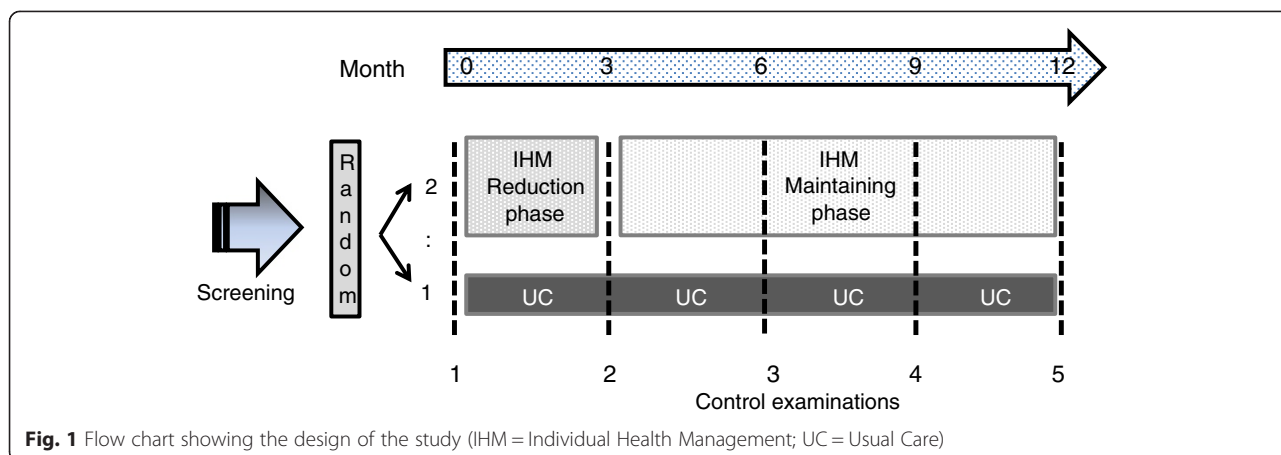 Month 0 3 6 9 12
Random
2
:
1
IHM
Reduction
phase
IHM
Maintaining
phase
Screening
UC UC UC UC
1 2 3 4 5
Control examinations
Fig. 1 Flow chart showing the design of the study (IHM = Individual Health Management; UC = Usual Care)